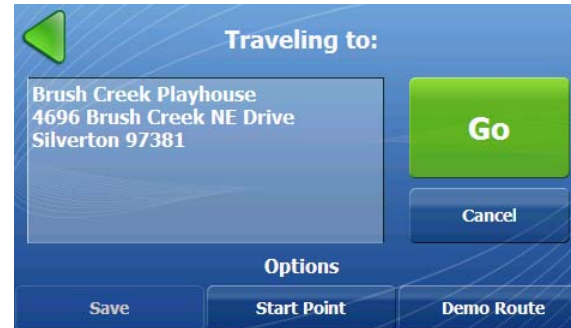 Traveling to:
Brush Creek Playhouse
4696 Brush Creek NE Drive
Silverton 97381
Go
Cancel
Options
Save
Start Point
Demo Route